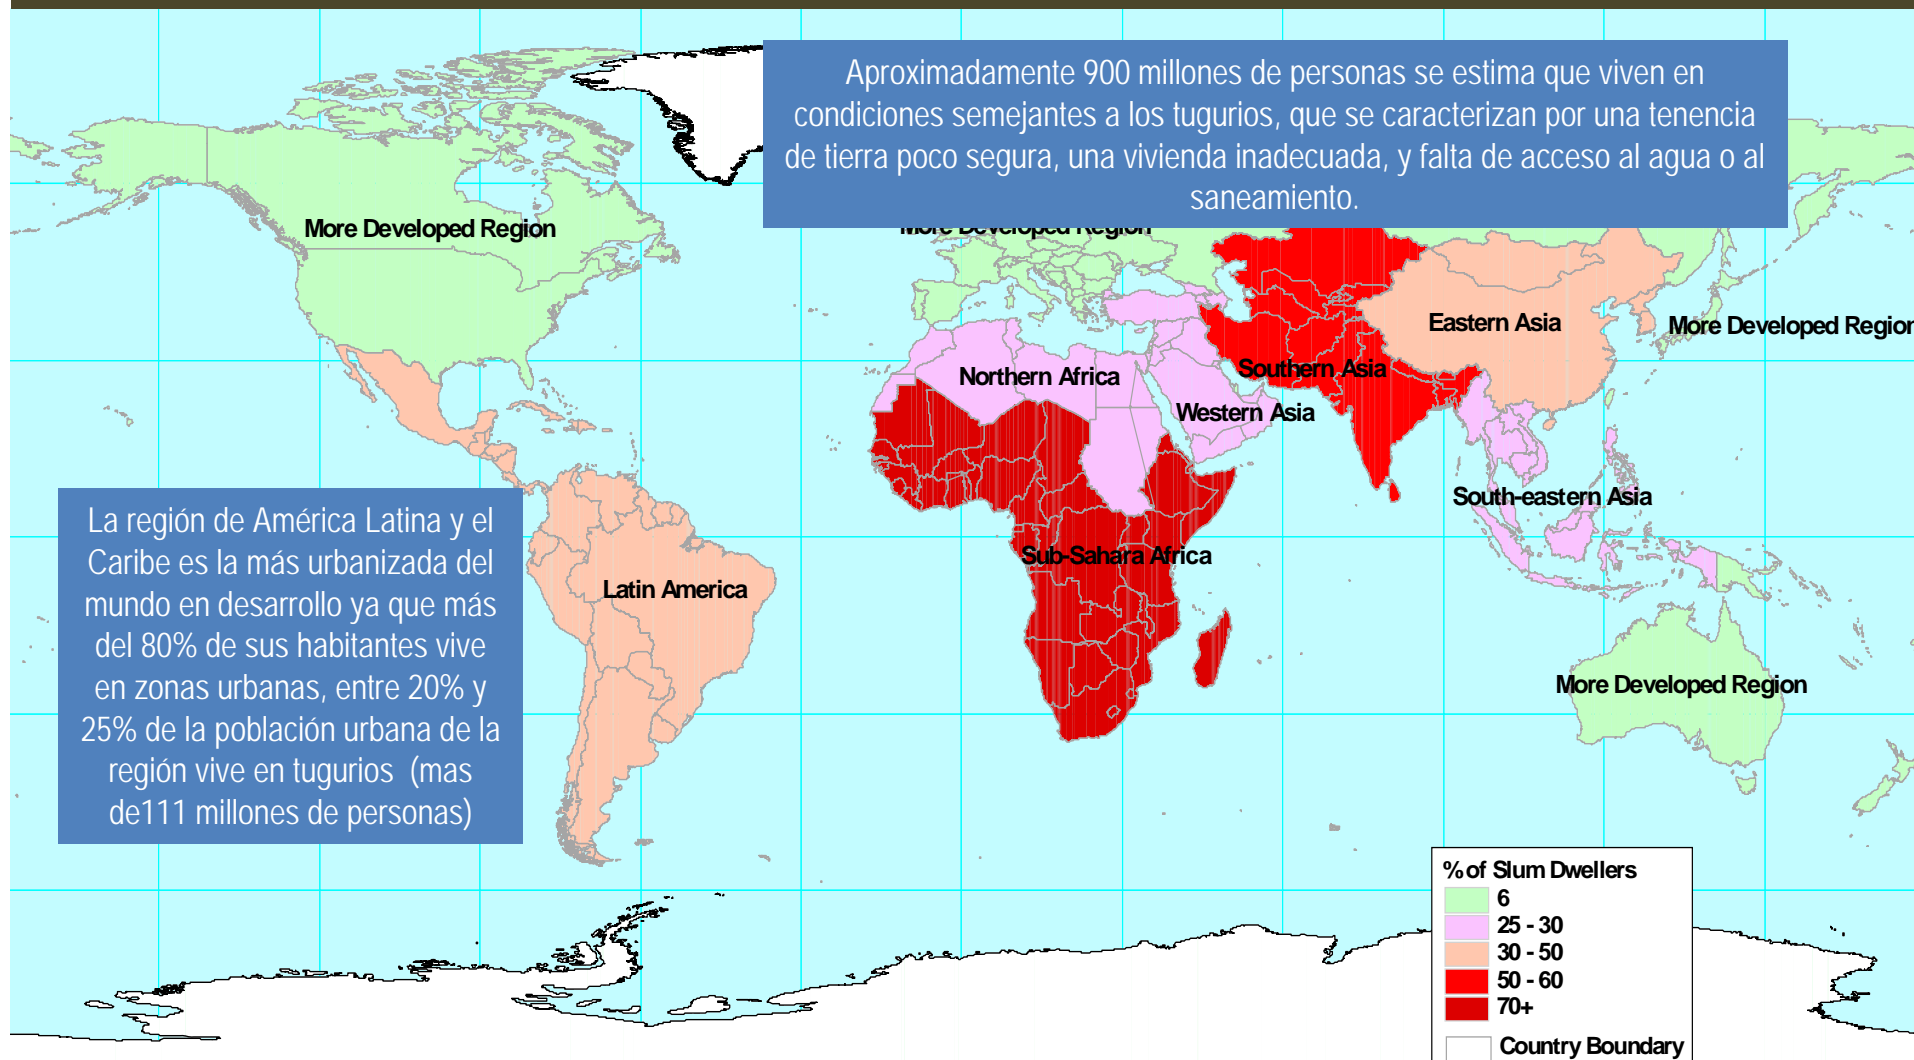 Aproximadamente 900 millones de personas se estima que viven en
condiciones semejantes a los tugurios, que se caracterizan por una tenencia
de tierra poco segura, una vivienda inadecuada, y falta de acceso al agua o al
saneamiento.
More Developed Region
More Developed Region
Eastern Asia
More Developed Region
Southern Asia
Northern Africa
Western Asia
South-eastern Asia
Sub-Sahara Africa
Latin America
More Developed Region
La región de América Latina y el
Caribe es la más urbanizada del
mundo en desarrollo ya que más
del 80% de sus habitantes vive
en zonas urbanas, entre 20% y
25% de la población urbana de la
región vive en tugurios (mas
de111 millones de personas)
% of Slum Dwellers
6
25 - 30
30 - 50
50 - 60
70+
Country Boundary